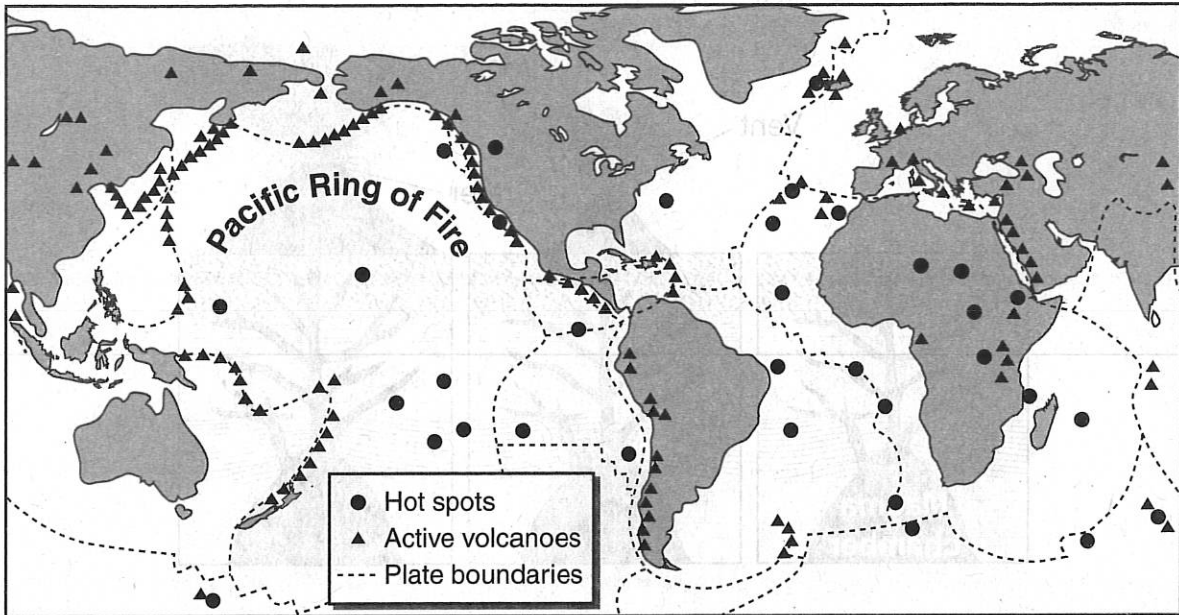 Pacific Ring of Fire
Hot spots
Active volcanoes
Plate boundaries